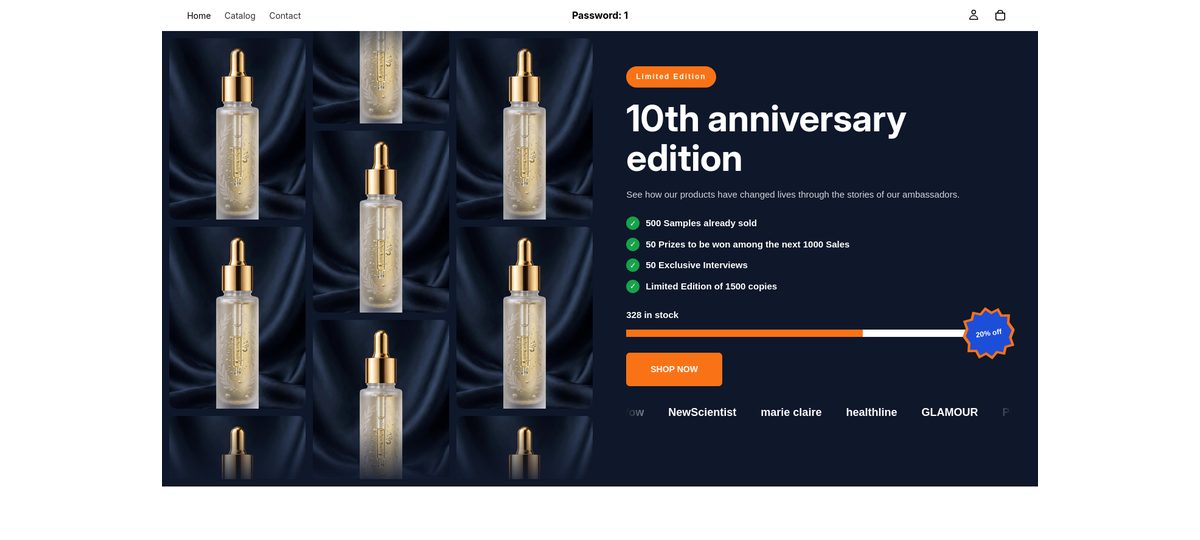 Home Catalog Contact Password: 1
Limited Edition
10th anniversary
edition
See how our products have changed lives through the stories of our ambassadors.
500 Samples already sold
50 Prizes to be won among the next 1000 Sales
50 Exclusive Interviews
Limited Edition of 1500 copies
328 in stock
20% off
SHOP NOW
NewScientist marie claire healthline GLAMOUR